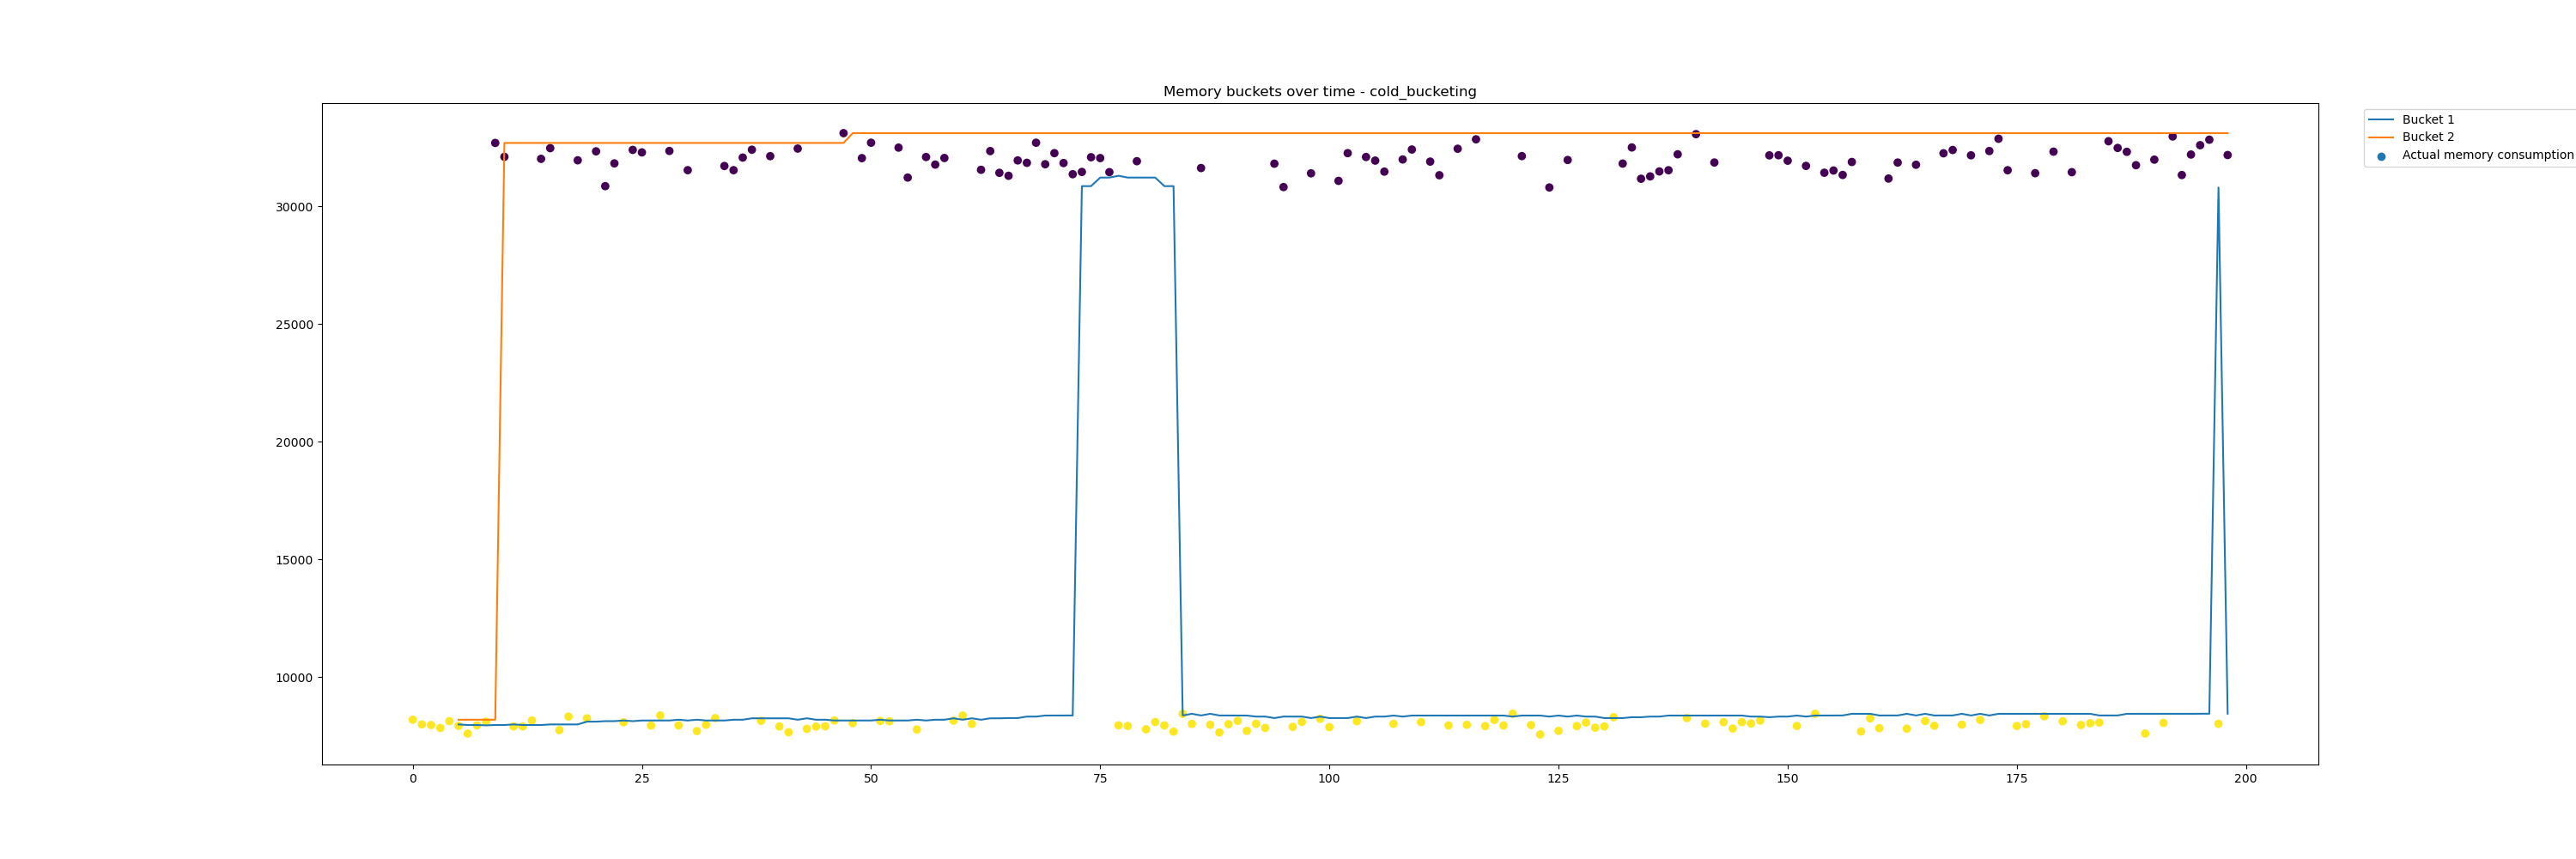 Memory buckets over time - cold_bucketing
Bucket 1
Bucket 2
Actual memory consumption
30000
25000
20000
15000
10000
0 25 50 75 100 125 150 175 200